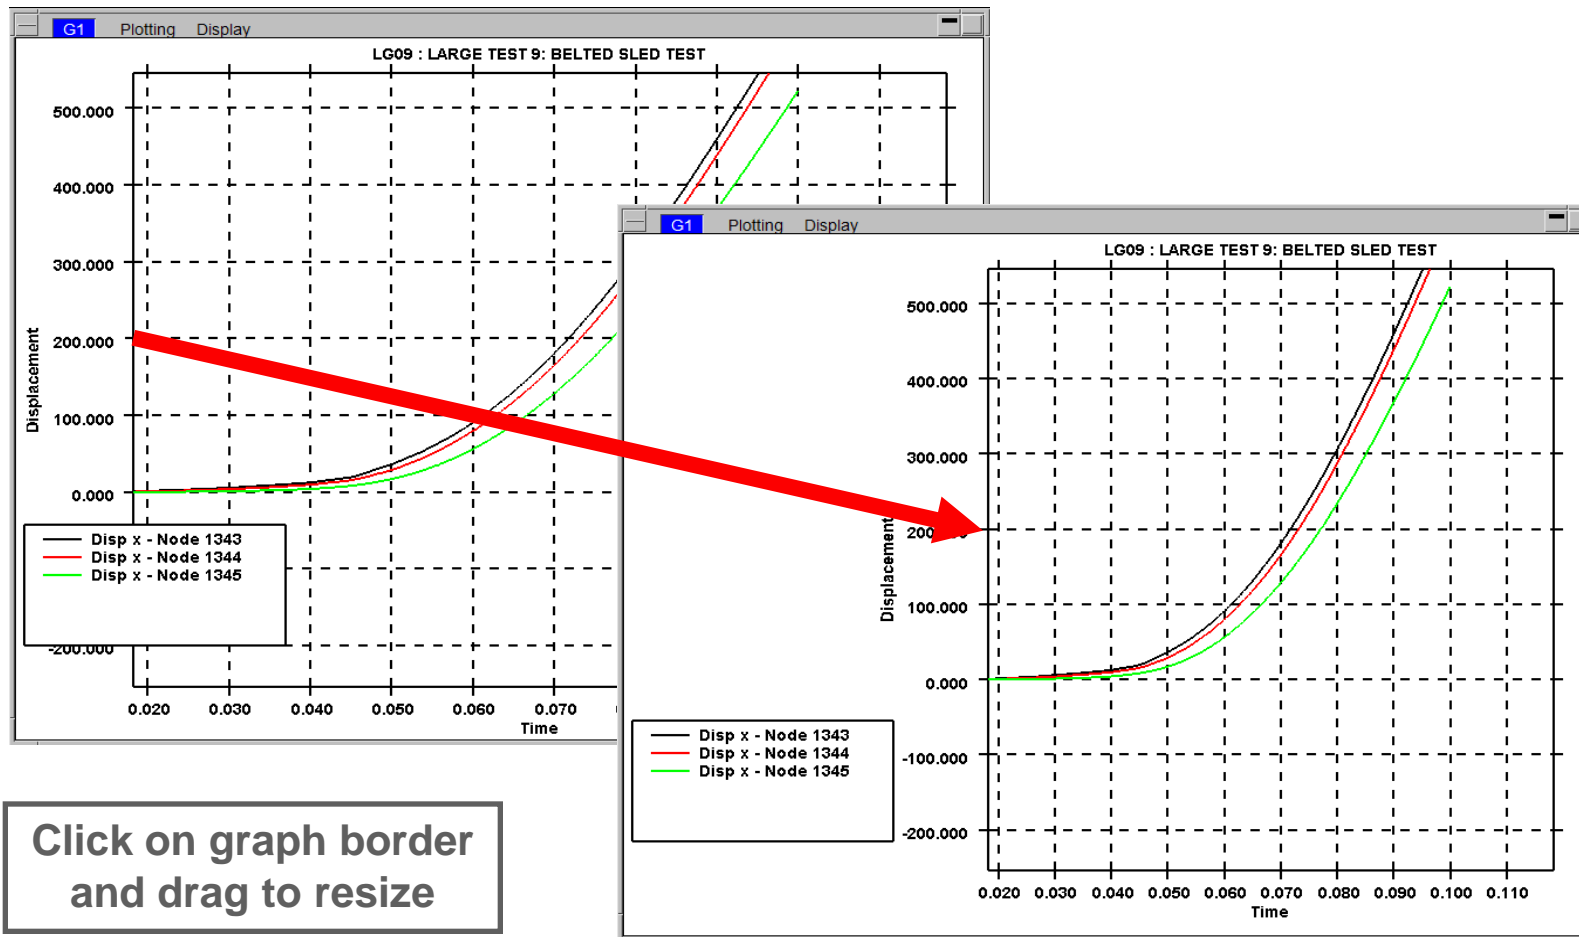 G1 Plotting Display
LG09 : LARGE TEST 9: BELTED SLED TEST
500.000
400.000
300.000
200.000
100.000
0.000
-200.000
Displacement
Disp x - Node 1343
Disp x - Node 1344
Disp x - Node 1345
0.020 0.030 0.040 0.050 0.060 0.070
Time
G1 Plotting Display
LG09 : LARGE TEST 9: BELTED SLED TEST
500.000
400.000
300.000
100.000
0.000
-100.000
-200.000
Displacement
Disp x - Node 1343
Disp x - Node 1344
Disp x - Node 1345
0.020 0.030 0.040 0.050 0.060 0.070 0.080 0.090 0.100 0.110
Time
Click on graph border
and drag to resize